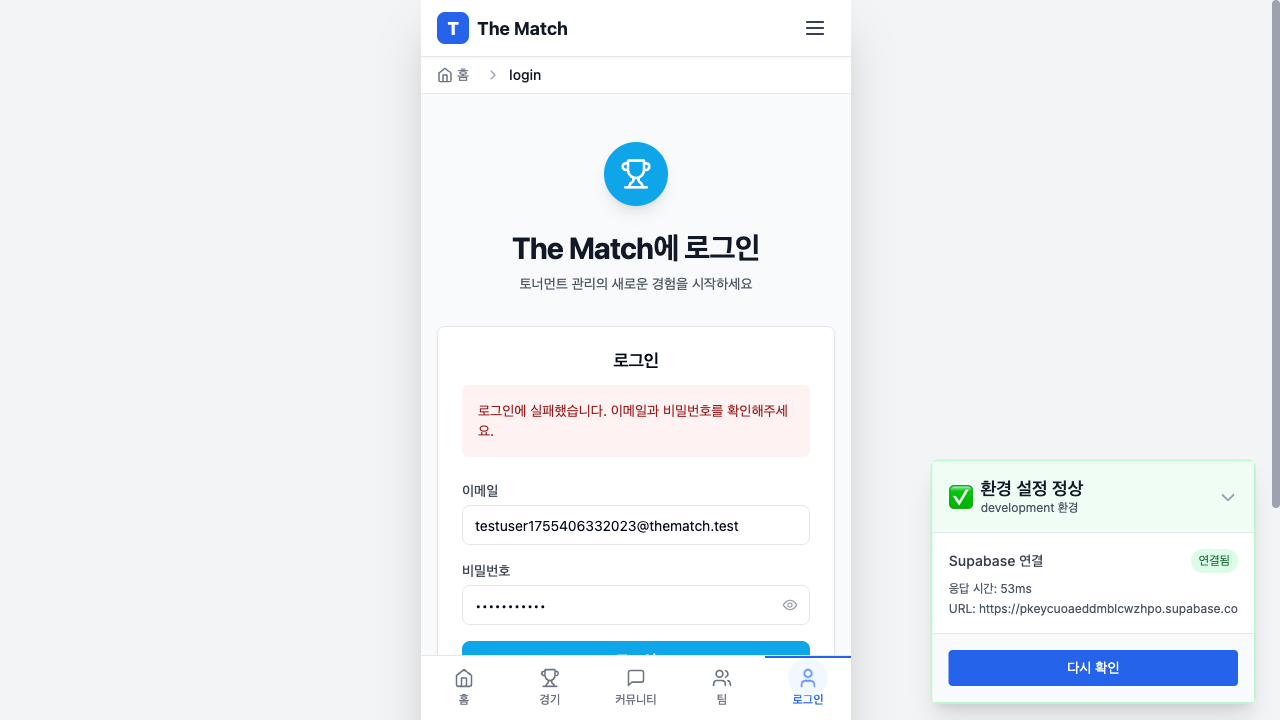 T The Match
홈 login
The Match에 로그인
토너먼트 관리의 새로운 경험을 시작하세요
로그인
로그인에 실패했습니다. 이메일과 비밀번호를 확인해주세
요.
이메일
testuser1755406332023@thematch.test
비밀번호
•••••••••••
홈 경기 커뮤니티 팀 로그인
환경 설정 정상
development 환경
Supabase 연결 연결됨
응답 시간: 53ms
URL: https://pkeycuoaeddmblcwzhpo.supabase.co
다시 확인